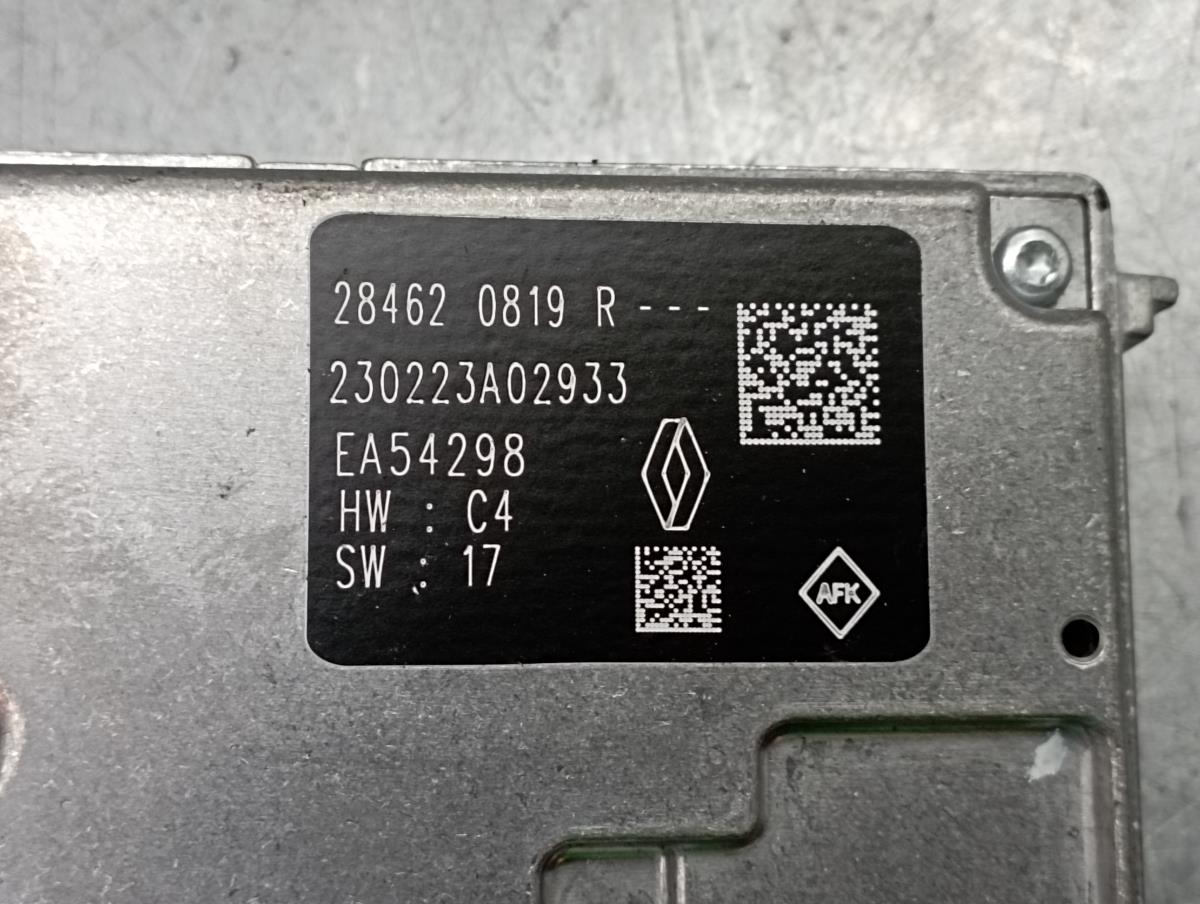 28462 0819 R---
230223A02933
EA54298
HW : C4
SW : 17
AFK